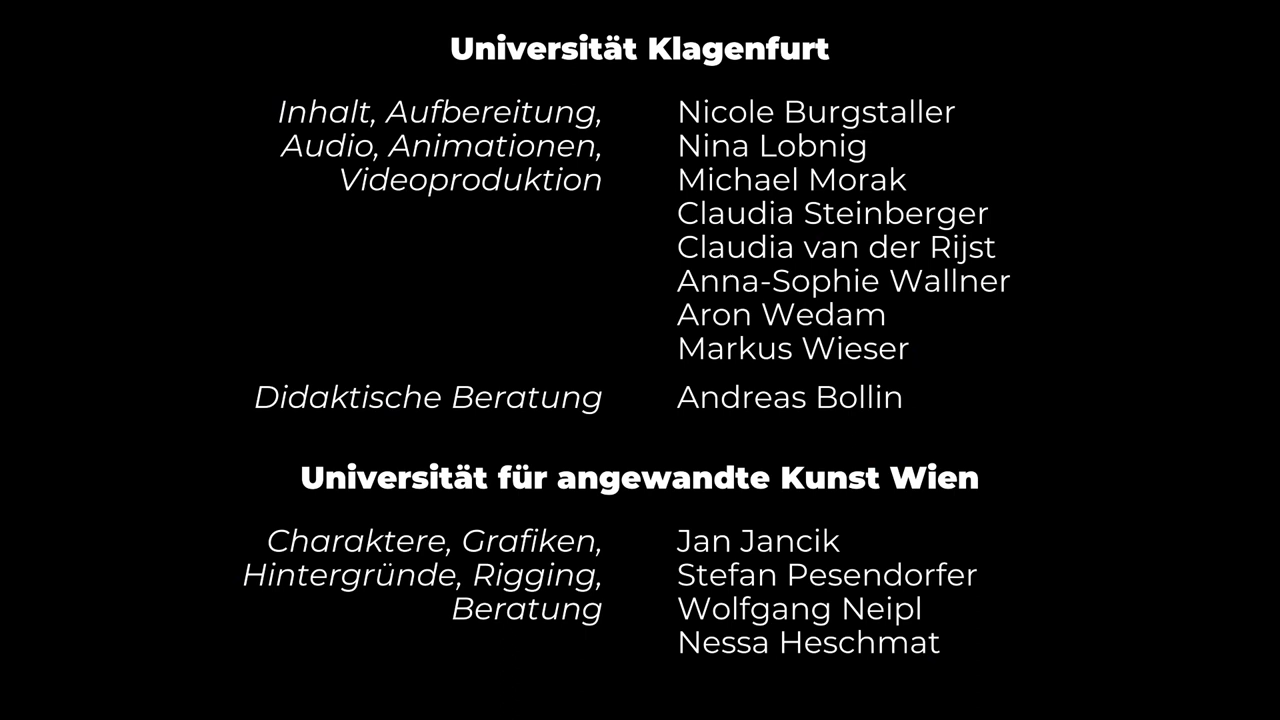 Universität Klagenfurt
Inhalt, Aufbereitung, Nicole Burgstaller
Audio, Animationen, Nina Lobnig
Videoproduktion Michael Morak
Claudia Steinberger
Claudia van der Rijst
Anna-Sophie Wallner
Aron Wedam
Markus Wieser
Didaktische Beratung Andreas Bollin
Universität für angewandte Kunst Wien
Charaktere, Grafiken, Jan Jancik
Hintergründe, Rigging, Stefan Pesendorfer
Beratung Wolfgang Neipl
Nessa Heschmat